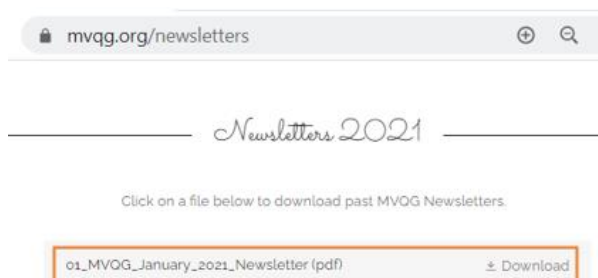 mvqg.org/newsletters
Newsletters 2021
Click on a file below to download past MVQG Newsletters.
01_MVQG_January_2021_Newsletter (pdf) Download